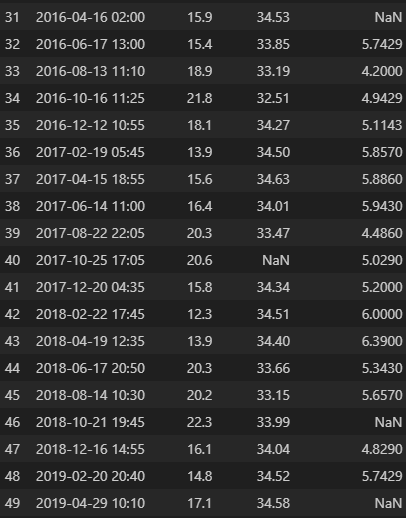 31 2016-04-16 02:00 15.9 34.53 NaN
32 2016-06-17 13:00 15.4 33.85 5.7429
33 2016-08-13 11:10 18.9 33.19 4.2000
34 2016-10-16 11:25 21.8 32.51 4.9429
35 2016-12-12 10:55 18.1 34.27 5.1143
36 2017-02-19 05:45 13.9 34.50 5.8570
37 2017-04-15 18:55 15.6 34.63 5.8860
38 2017-06-14 11:00 16.4 34.01 5.9430
39 2017-08-22 22:05 20.3 33.47 4.4860
40 2017-10-25 17:05 20.6 NaN 5.0290
41 2017-12-20 04:35 15.8 34.34 5.2000
42 2018-02-22 17:45 12.3 34.51 6.0000
43 2018-04-19 12:35 13.9 34.40 6.3900
44 2018-06-17 20:50 20.3 33.66 5.3430
45 2018-08-14 10:30 20.2 33.15 5.6570
46 2018-10-21 19:45 22.3 33.99 NaN
47 2018-12-16 14:55 16.1 34.04 4.8290
48 2019-02-20 20:40 14.8 34.52 5.7429
49 2019-04-29 10:10 17.1 34.58 NaN